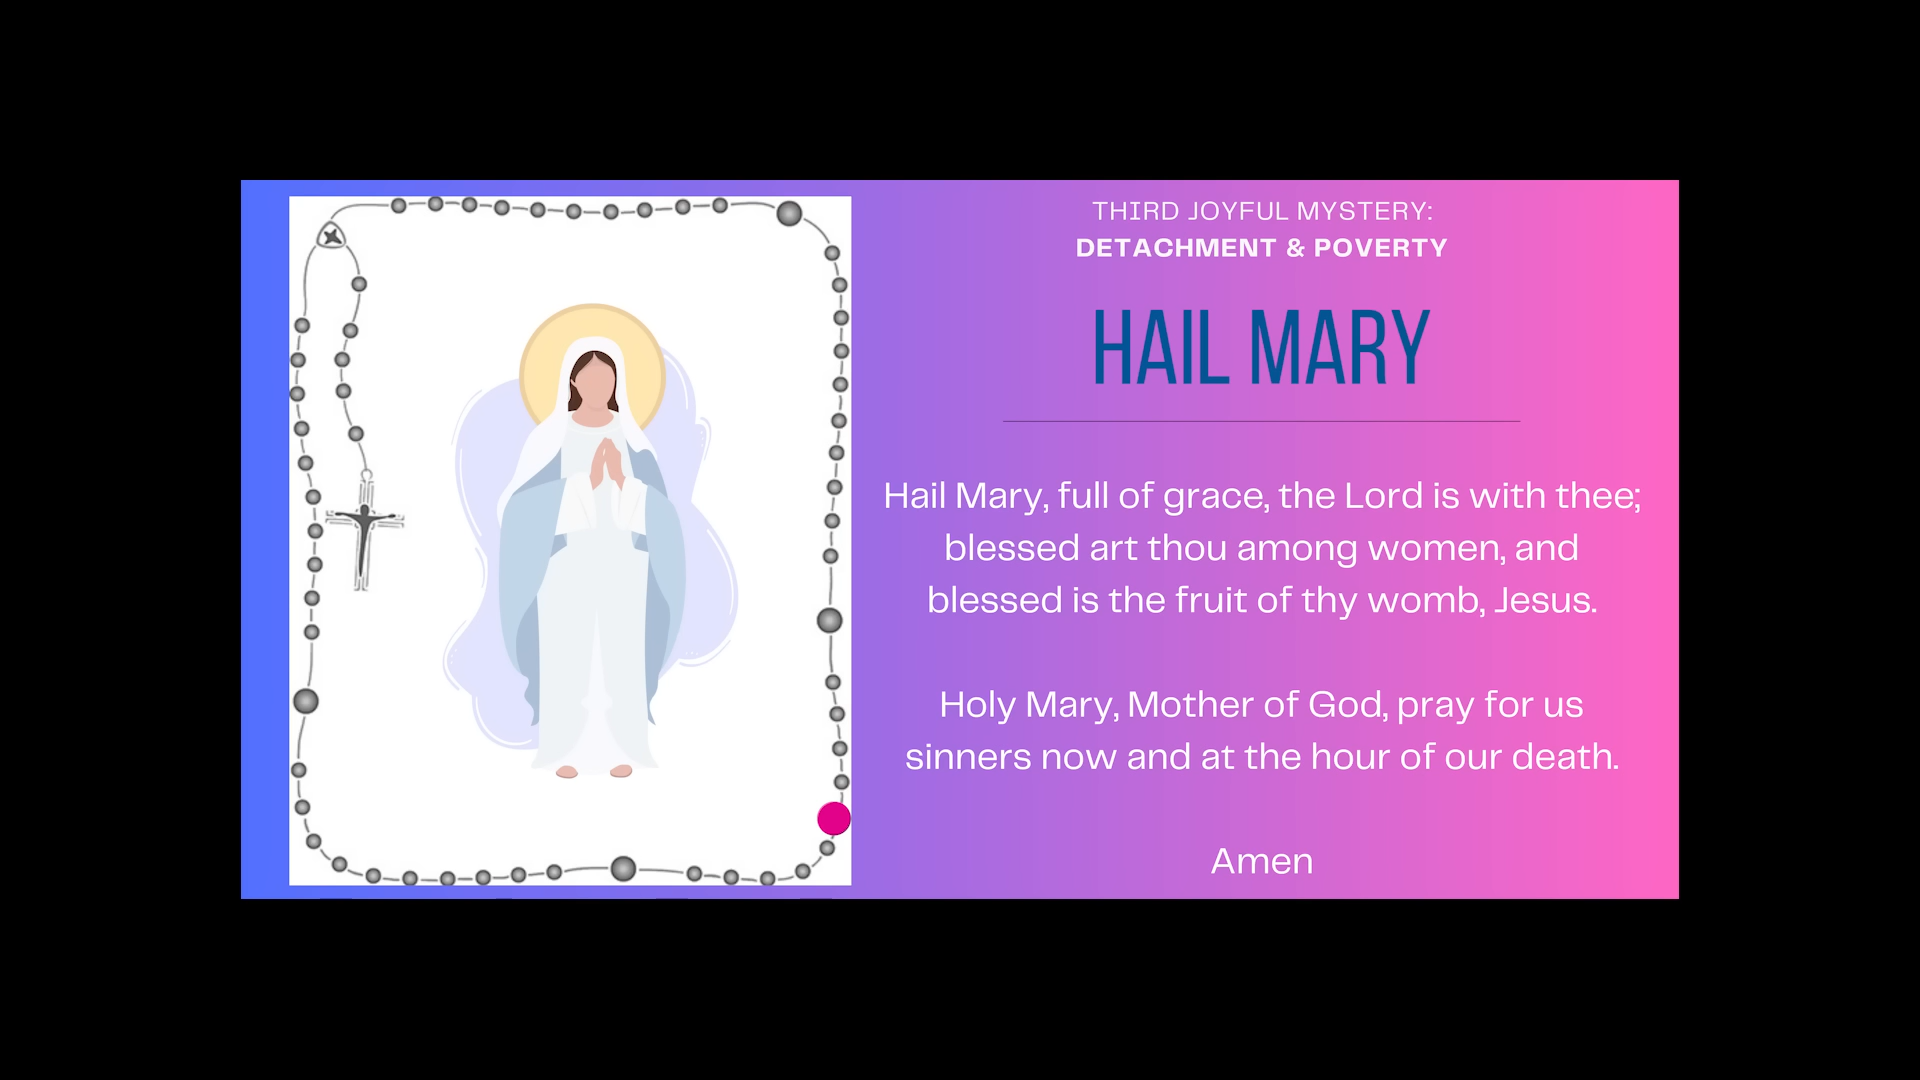 THIRD JOYFUL MYSTERY:
DETACHMENT & POVERTY
HAIL MARY
Hail Mary, full of grace, the Lord is with thee;
blessed art thou among women, and
blessed is the fruit of thy womb, Jesus.
Holy Mary, Mother of God, pray for us
sinners now and at the hour of our death.
Amen